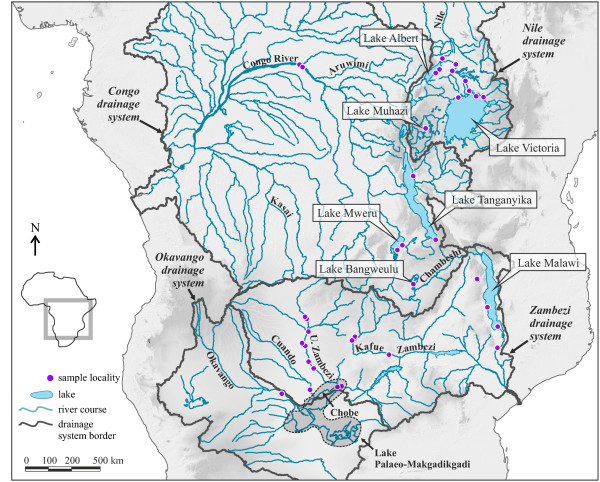 Nile
Lake Albert
Nile
drainage
system
Congo River
Aruwimi
Congo
drainage
system
Lake Muhazi
Lake Victoria
Kasai
Lake Tanganyika
Lake Mweru
N
Chambeshi
Okavango
drainage
system
Lake Bangweulu
Lake Malawi
Zambezi
drainage
system
Okavango
Cuando
U. Zambezi
Kafue
Zambezi
Chobe
sample locality
lake
river course
drainage
system border
0 100 200 300 400 500 km
Lake
Palaeo-Makgadikgadi